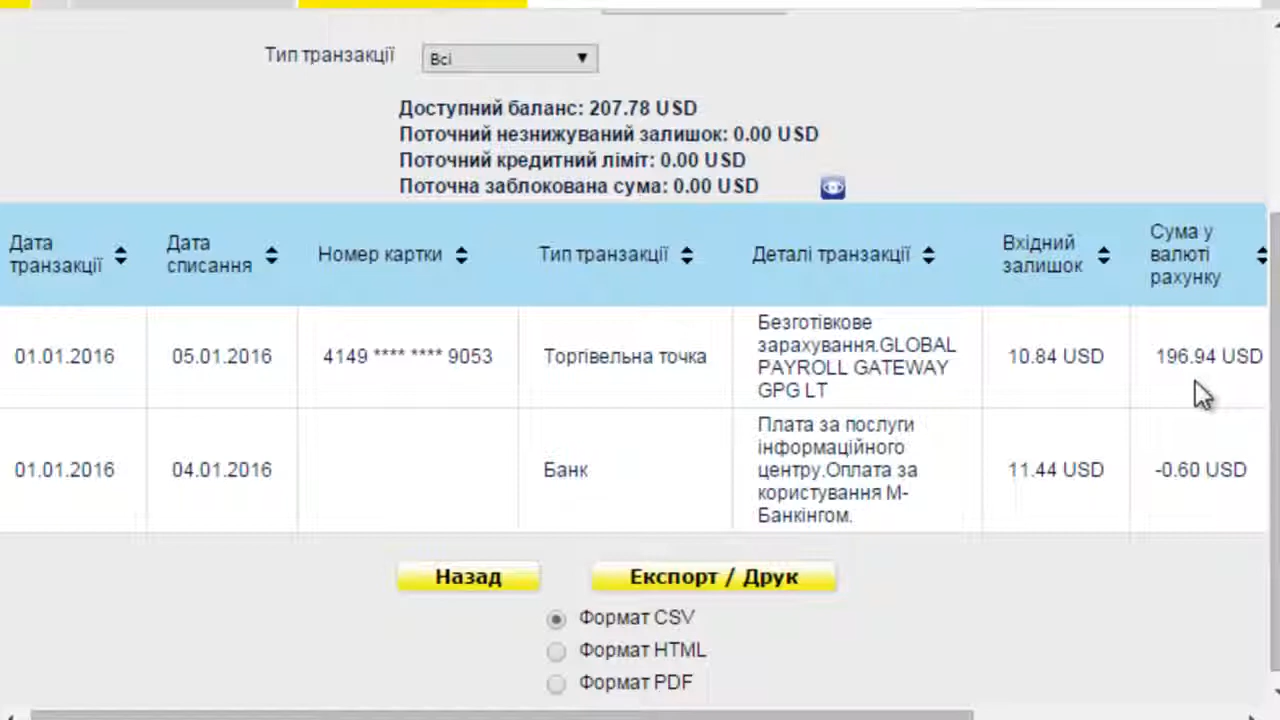 Тип транзакції
Всі
Доступний баланс: 207.78 USD
Поточний незнижуваний залишок: 0.00 USD
Поточний кредитний ліміт: 0.00 USD
Поточна заблокована сума: 0.00 USD
Дата транзакції
Дата списання
Номер картки
Тип транзакції
Деталі транзакції
Вхідний залишок
Сума у валюті рахунку
01.01.2016
05.01.2016
4149 **** **** 9053
Торгівельна точка
Безготівкове
зарахування.GLOBAL
PAYROLL GATEWAY
GPG LT
10.84 USD
196.94 USD
01.01.2016
04.01.2016
Банк
Плата за послуги
інформаційного
центру.Оплата за
користування М-
Банкінгом.
11.44 USD
-0.60 USD
Назад
Експорт / Друк
Формат CSV
Формат HTML
Формат PDF